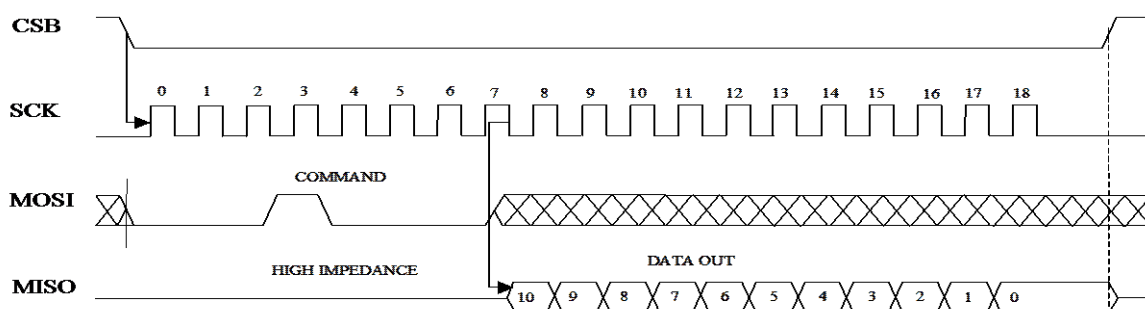 CSB
0 1 2 3 4 5 6 7 8 9 10 11 12 13 14 15 16 17 18
SCK
COMMAND
MOSI
HIGH IMPEDANCE DATA OUT
MISO
10 9 8 7 6 5 4 3 2 1 0